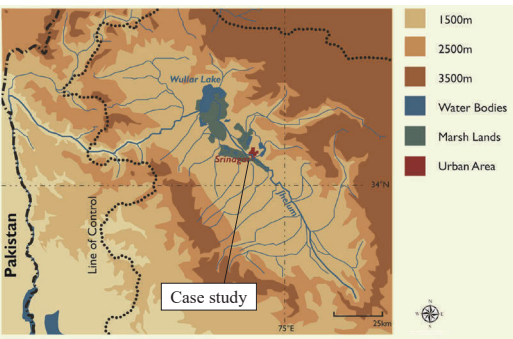 1500m
2500m
3500m
Water Bodies
Marsh Lands
Urban Area
Wullar Lake
Srinagar
Jhelum
34°N
Pakistan
Line of Control
Case study
75°E
25km
N
S
W
E